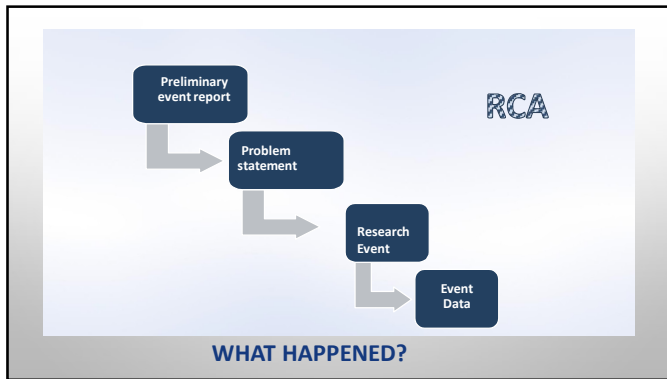 Preliminary
event report
RCA
Problem
statement
Research
Event
Event
Data
WHAT HAPPENED?